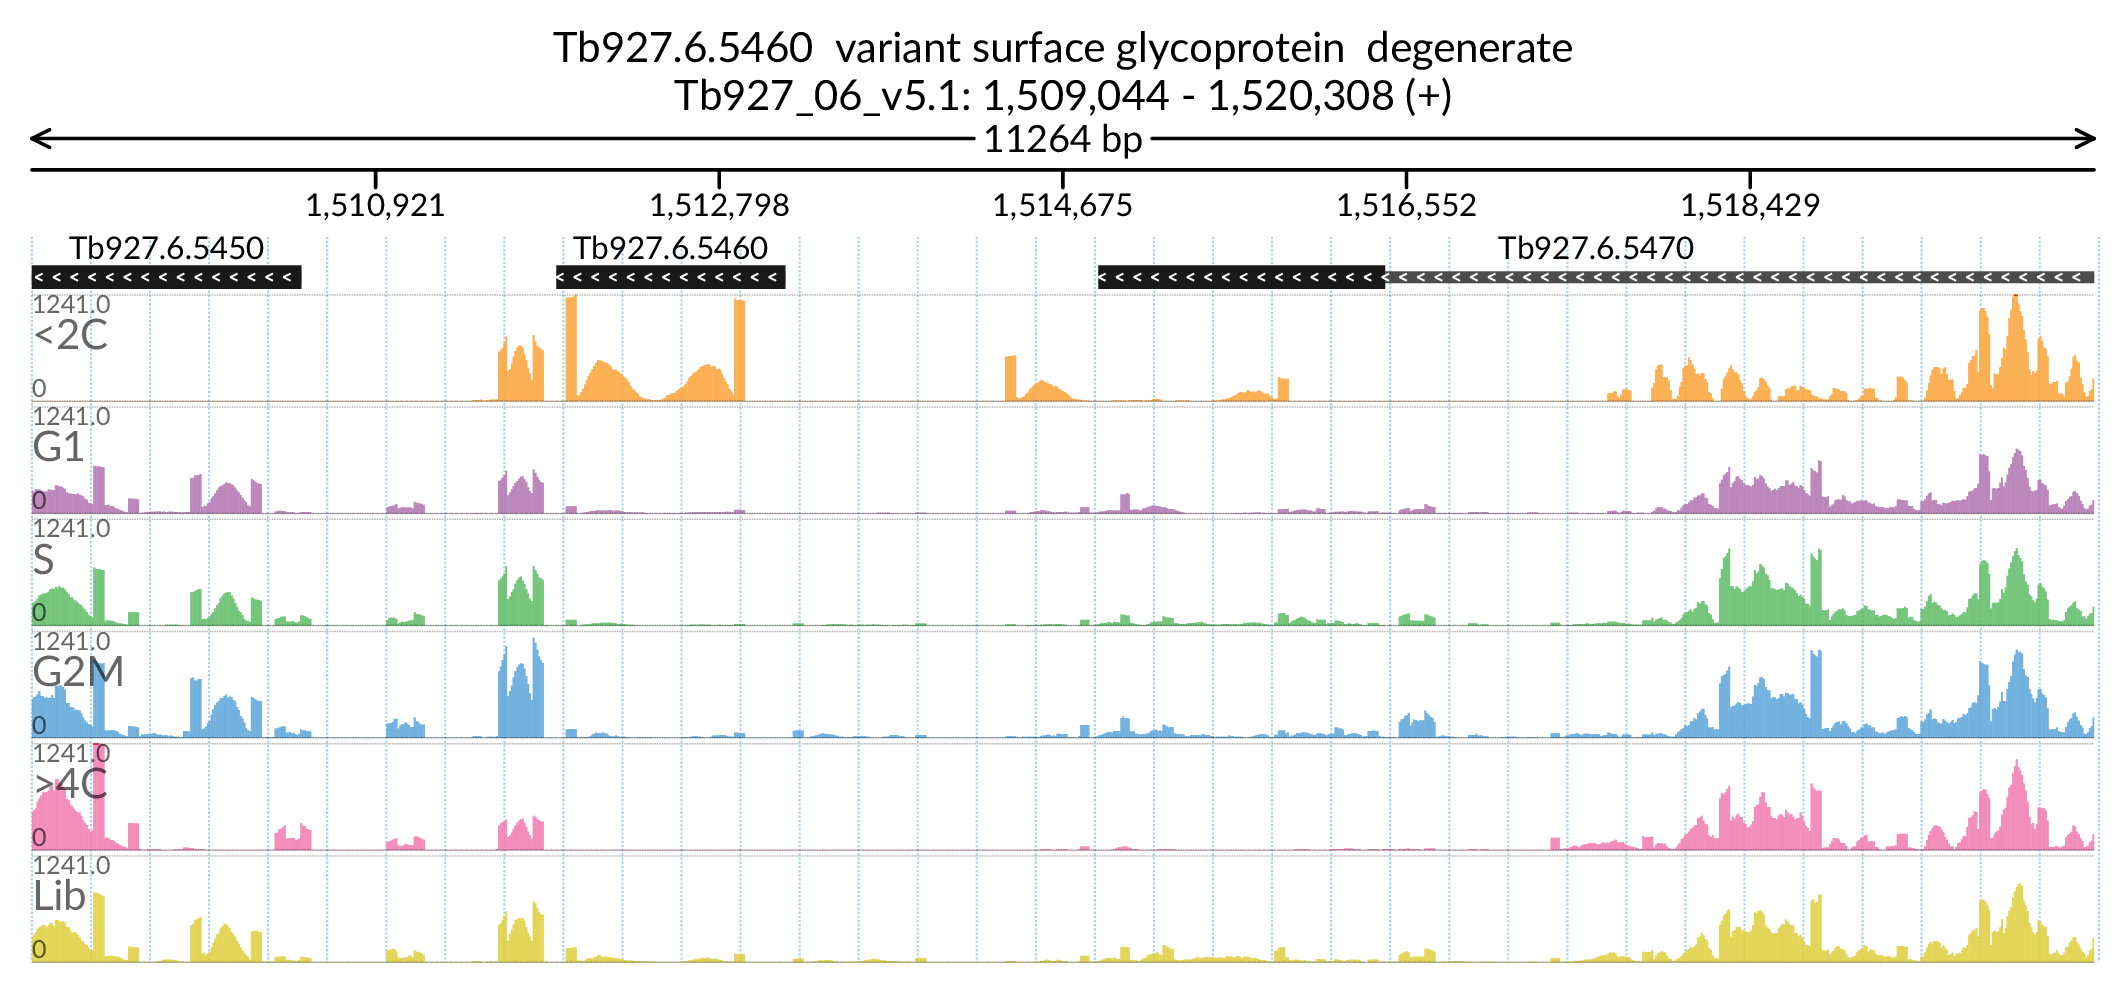 Tb927.6.5460  variant surface glycoprotein  degenerate
Tb927_06_v5.1: 1,509,044 - 1,520,308 (+)
11264 bp
1,510,921 1,512,798 1,514,675 1,516,552 1,518,429
Tb927.6.5450 Tb927.6.5460 Tb927.6.5470
1241.0
<2C
0
1241.0
G1
0
1241.0
S
0
1241.0
G2M
0
1241.0
>4C
0
1241.0
Lib
0